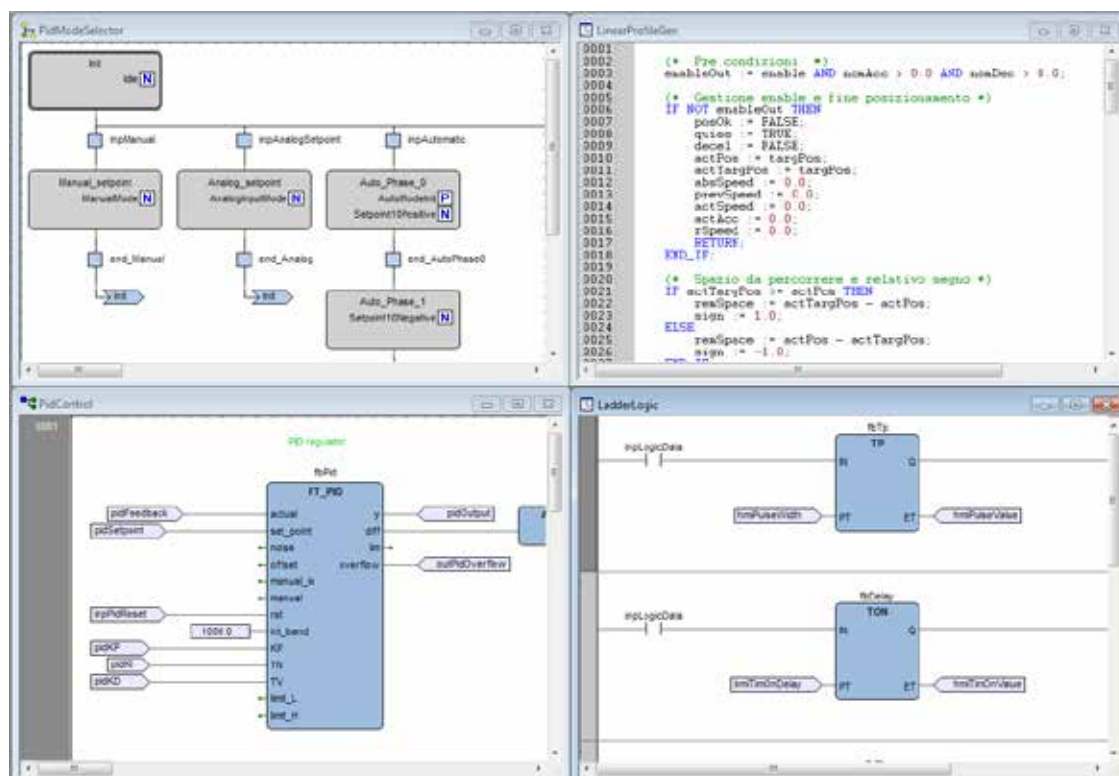 PidModeSelector
Init
Idle N
inpManual
inpAnalogSetpoint
inpAutomatic
Manual_setpoint
ManualMode N
Analog_setpoint
AnalogInputMode N
Auto_Phase_0
AutoModeInit P
Setpoint10Positive N
end_Manual
end_Analog
end_AutoPhase0
Init
Init
Auto_Phase_1
Setpoint10Negative N
LinearProfileGen
0001
0002 (* Pre condizioni *)
0003 enableOut := enable AND nomAcc > 0.0 AND nomDec > 0.0;
0004
0005 (* Gestione enable e fine posizionamento *)
0006 IF NOT enableOut THEN
0007 posOk := FALSE;
0008 quies := TRUE;
0009 decel := FALSE;
0010 actPos := targPos;
0011 actTargPos := targPos;
0012 absSpeed := 0.0;
0013 prevSpeed := 0.0;
0014 actSpeed := 0.0;
0015 actAcc := 0.0;
0016 rSpeed := 0.0;
0017 RETURN;
0018 END_IF;
0019
0020 (* Spazio da percorrere e relativo segno *)
0021 IF actTargPos >= actPos THEN
0022 remSpace := actTargPos - actPos;
0023 sign := 1.0;
0024 ELSE
0025 remSpace := actPos - actTargPos;
0026 sign := -1.0;
PidControl
0001
PID regulator
fbPid
FT_PID
pidFeedback
actual
y
pidOutput
pidSetpoint
set_point
diff
noise
lim
offset
overflow
outPidOverflow
manual_ik
manual
inpPidReset
rst
1000.0
int_band
pidKP
KP
pidKI
TN
pidKD
TV
limit_L
limit_H
LadderLogic
fbTp
inpLogicData
TP
IN
Q
hmiPulseWidth
PT
ET
hmiPulseValue
fbDelay
inpLogicData
TON
IN
Q
hmiTimOnDelay
PT
ET
hmiTimOnValue